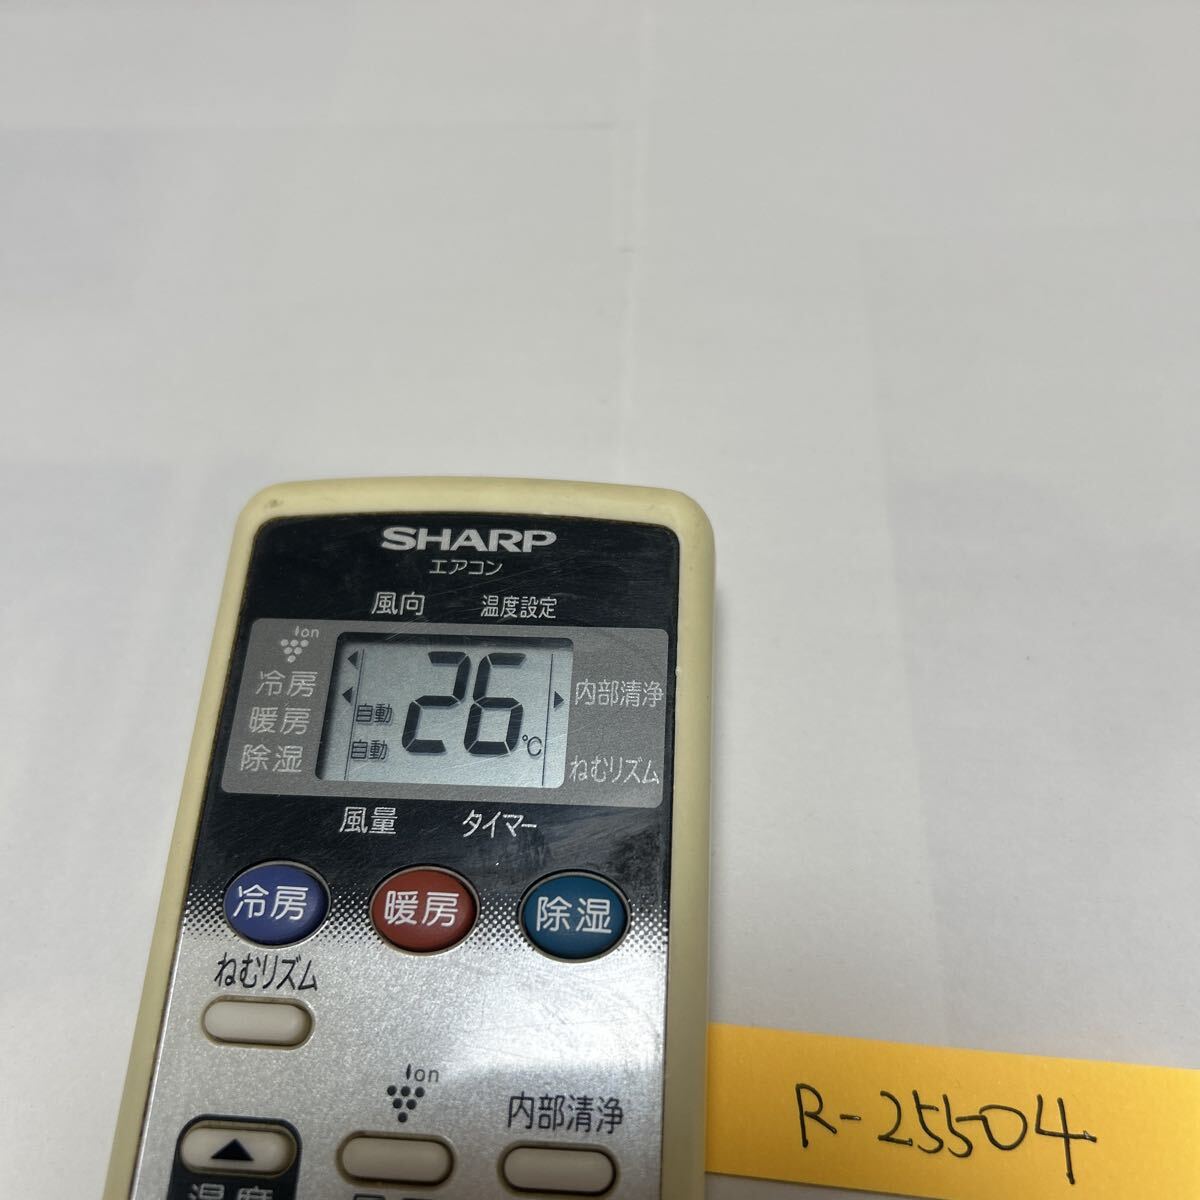 SHARP
エアコン
風向 温度設定
ion
冷房
暖房
除湿
自動
自動
26℃
内部清浄
ねむリズム
風量 タイマー
冷房 暖房 除湿
ねむリズム
ion
内部清浄
温度
R-25504